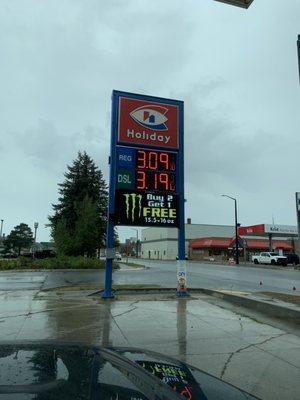 Holiday
REG 3.09
DSL 3.19
Buy 2
Get 1
FREE
15.5-16 oz